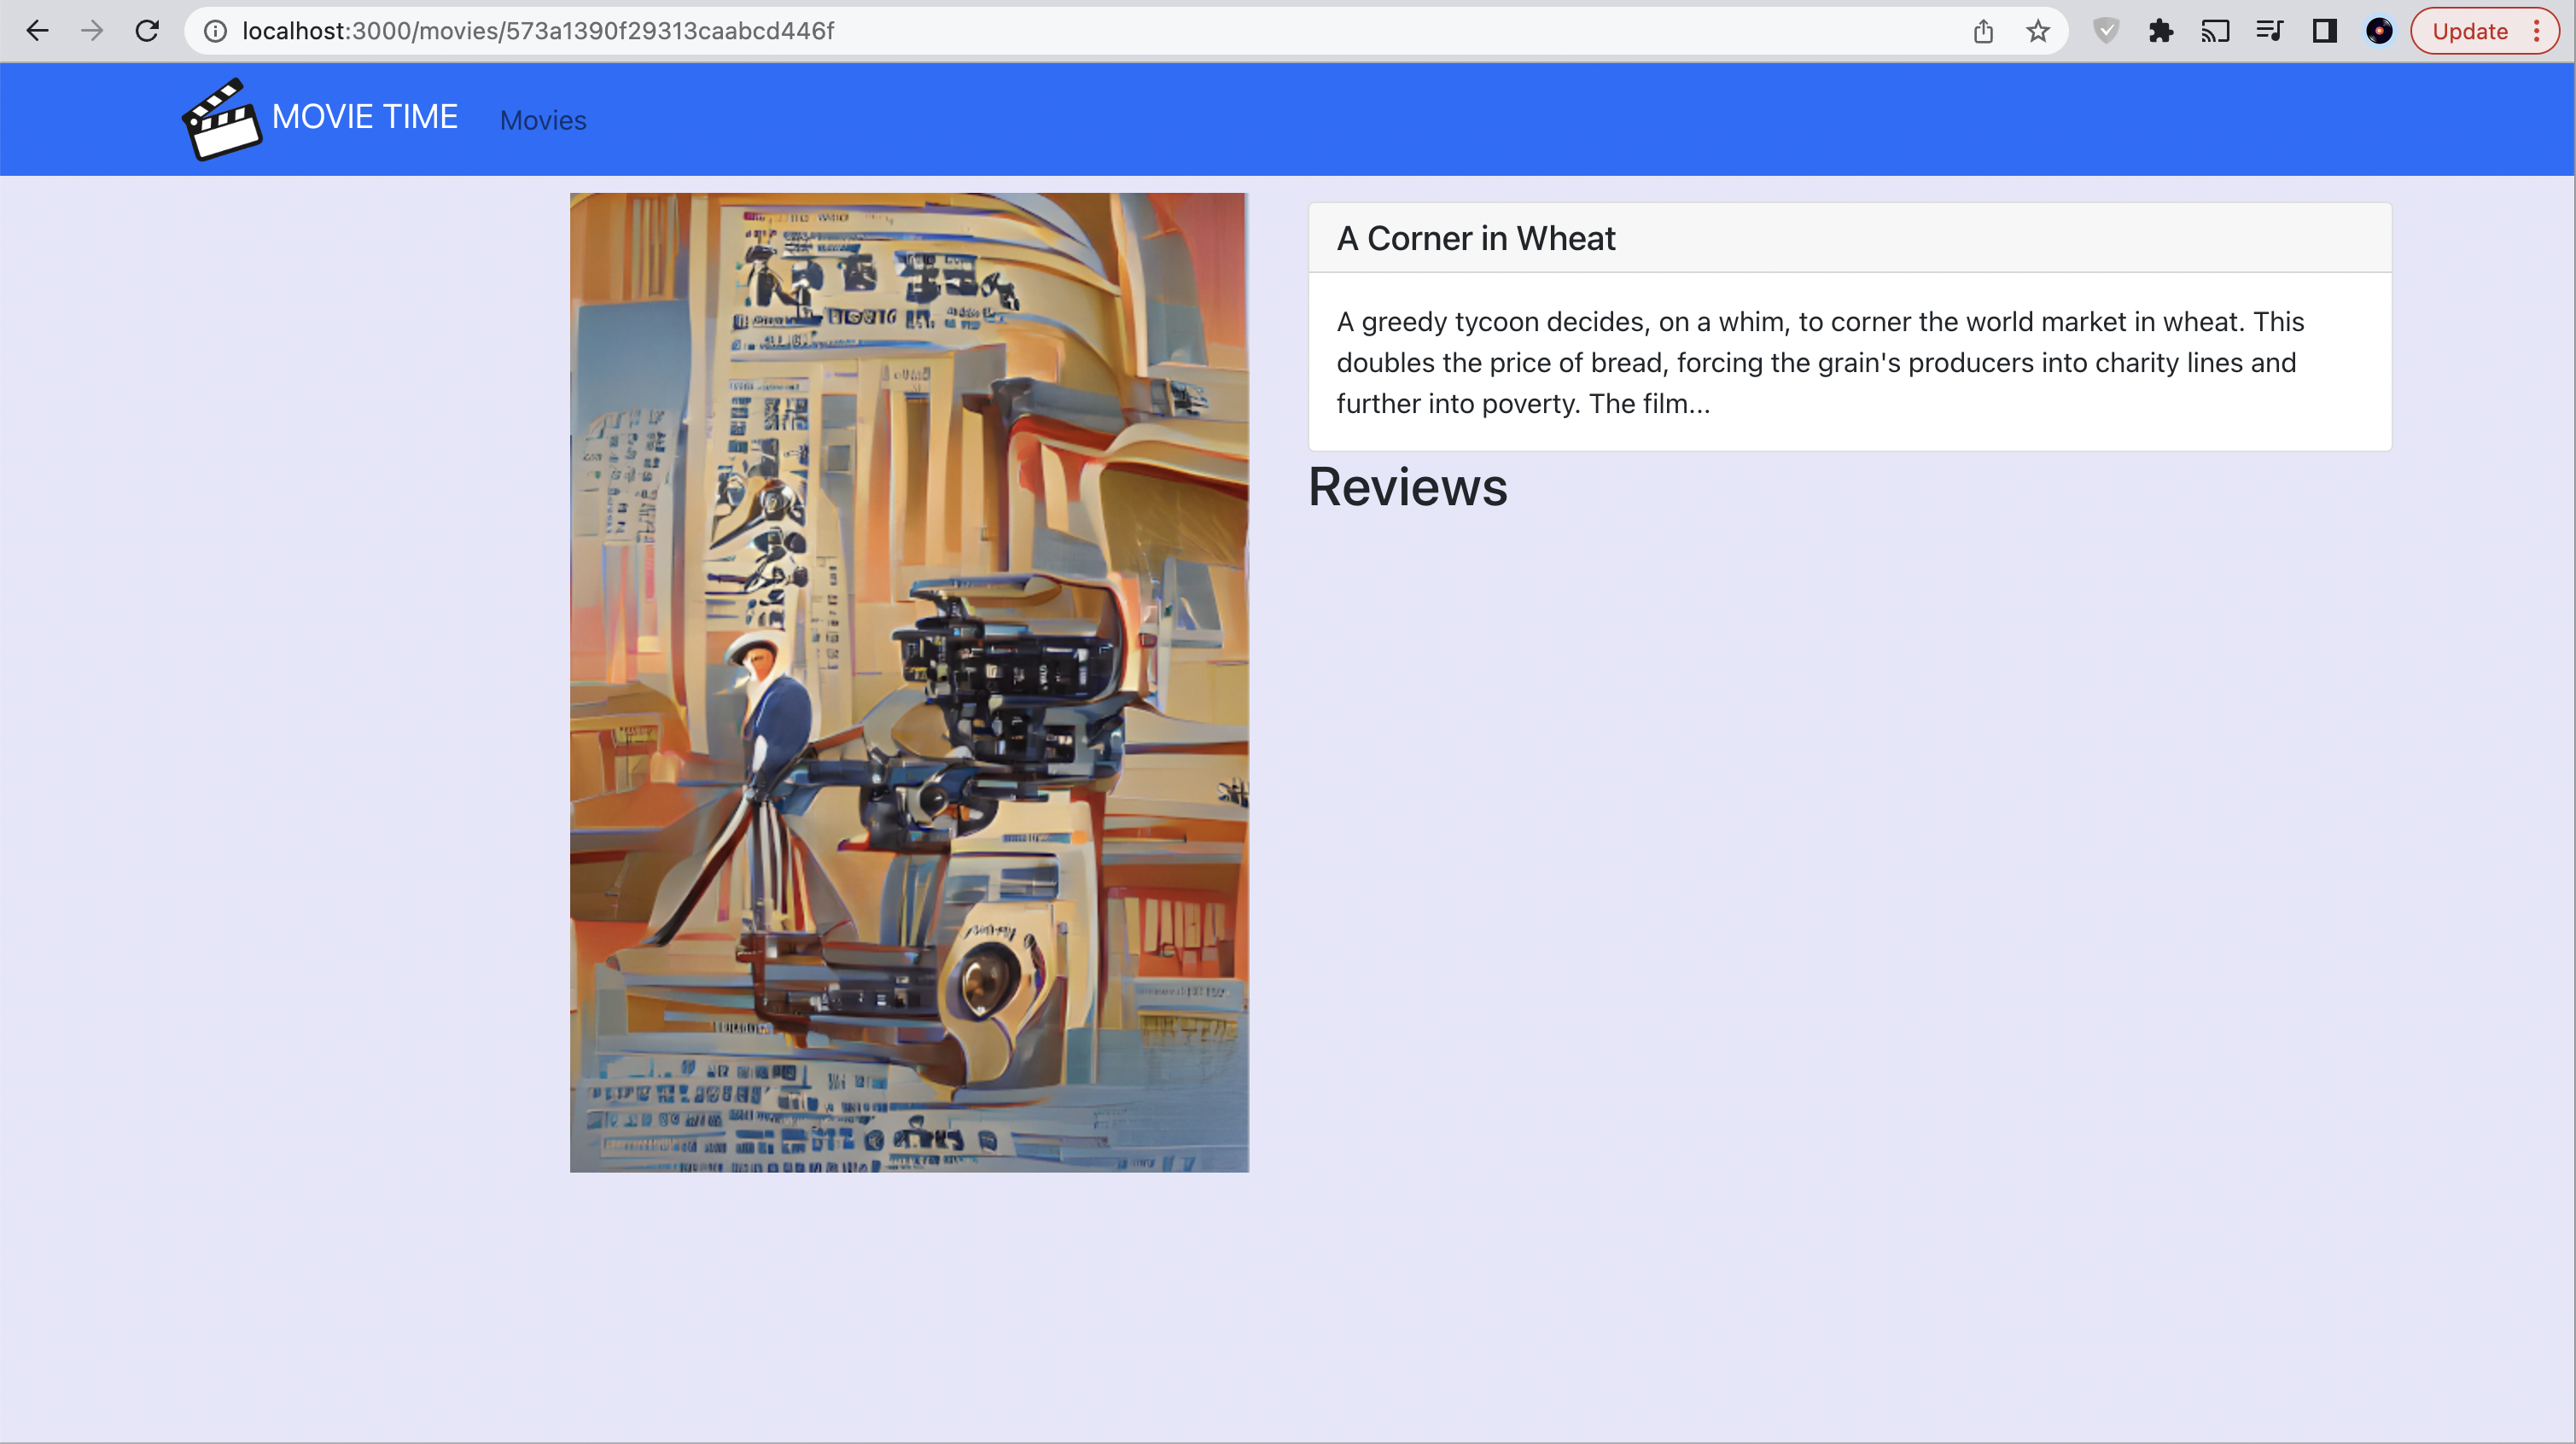 localhost:3000/movies/573a1390f29313caabcd446f
Update
MOVIE TIME
Movies
A Corner in Wheat
A greedy tycoon decides, on a whim, to corner the world market in wheat. This
doubles the price of bread, forcing the grain's producers into charity lines and
further into poverty. The film...
Reviews